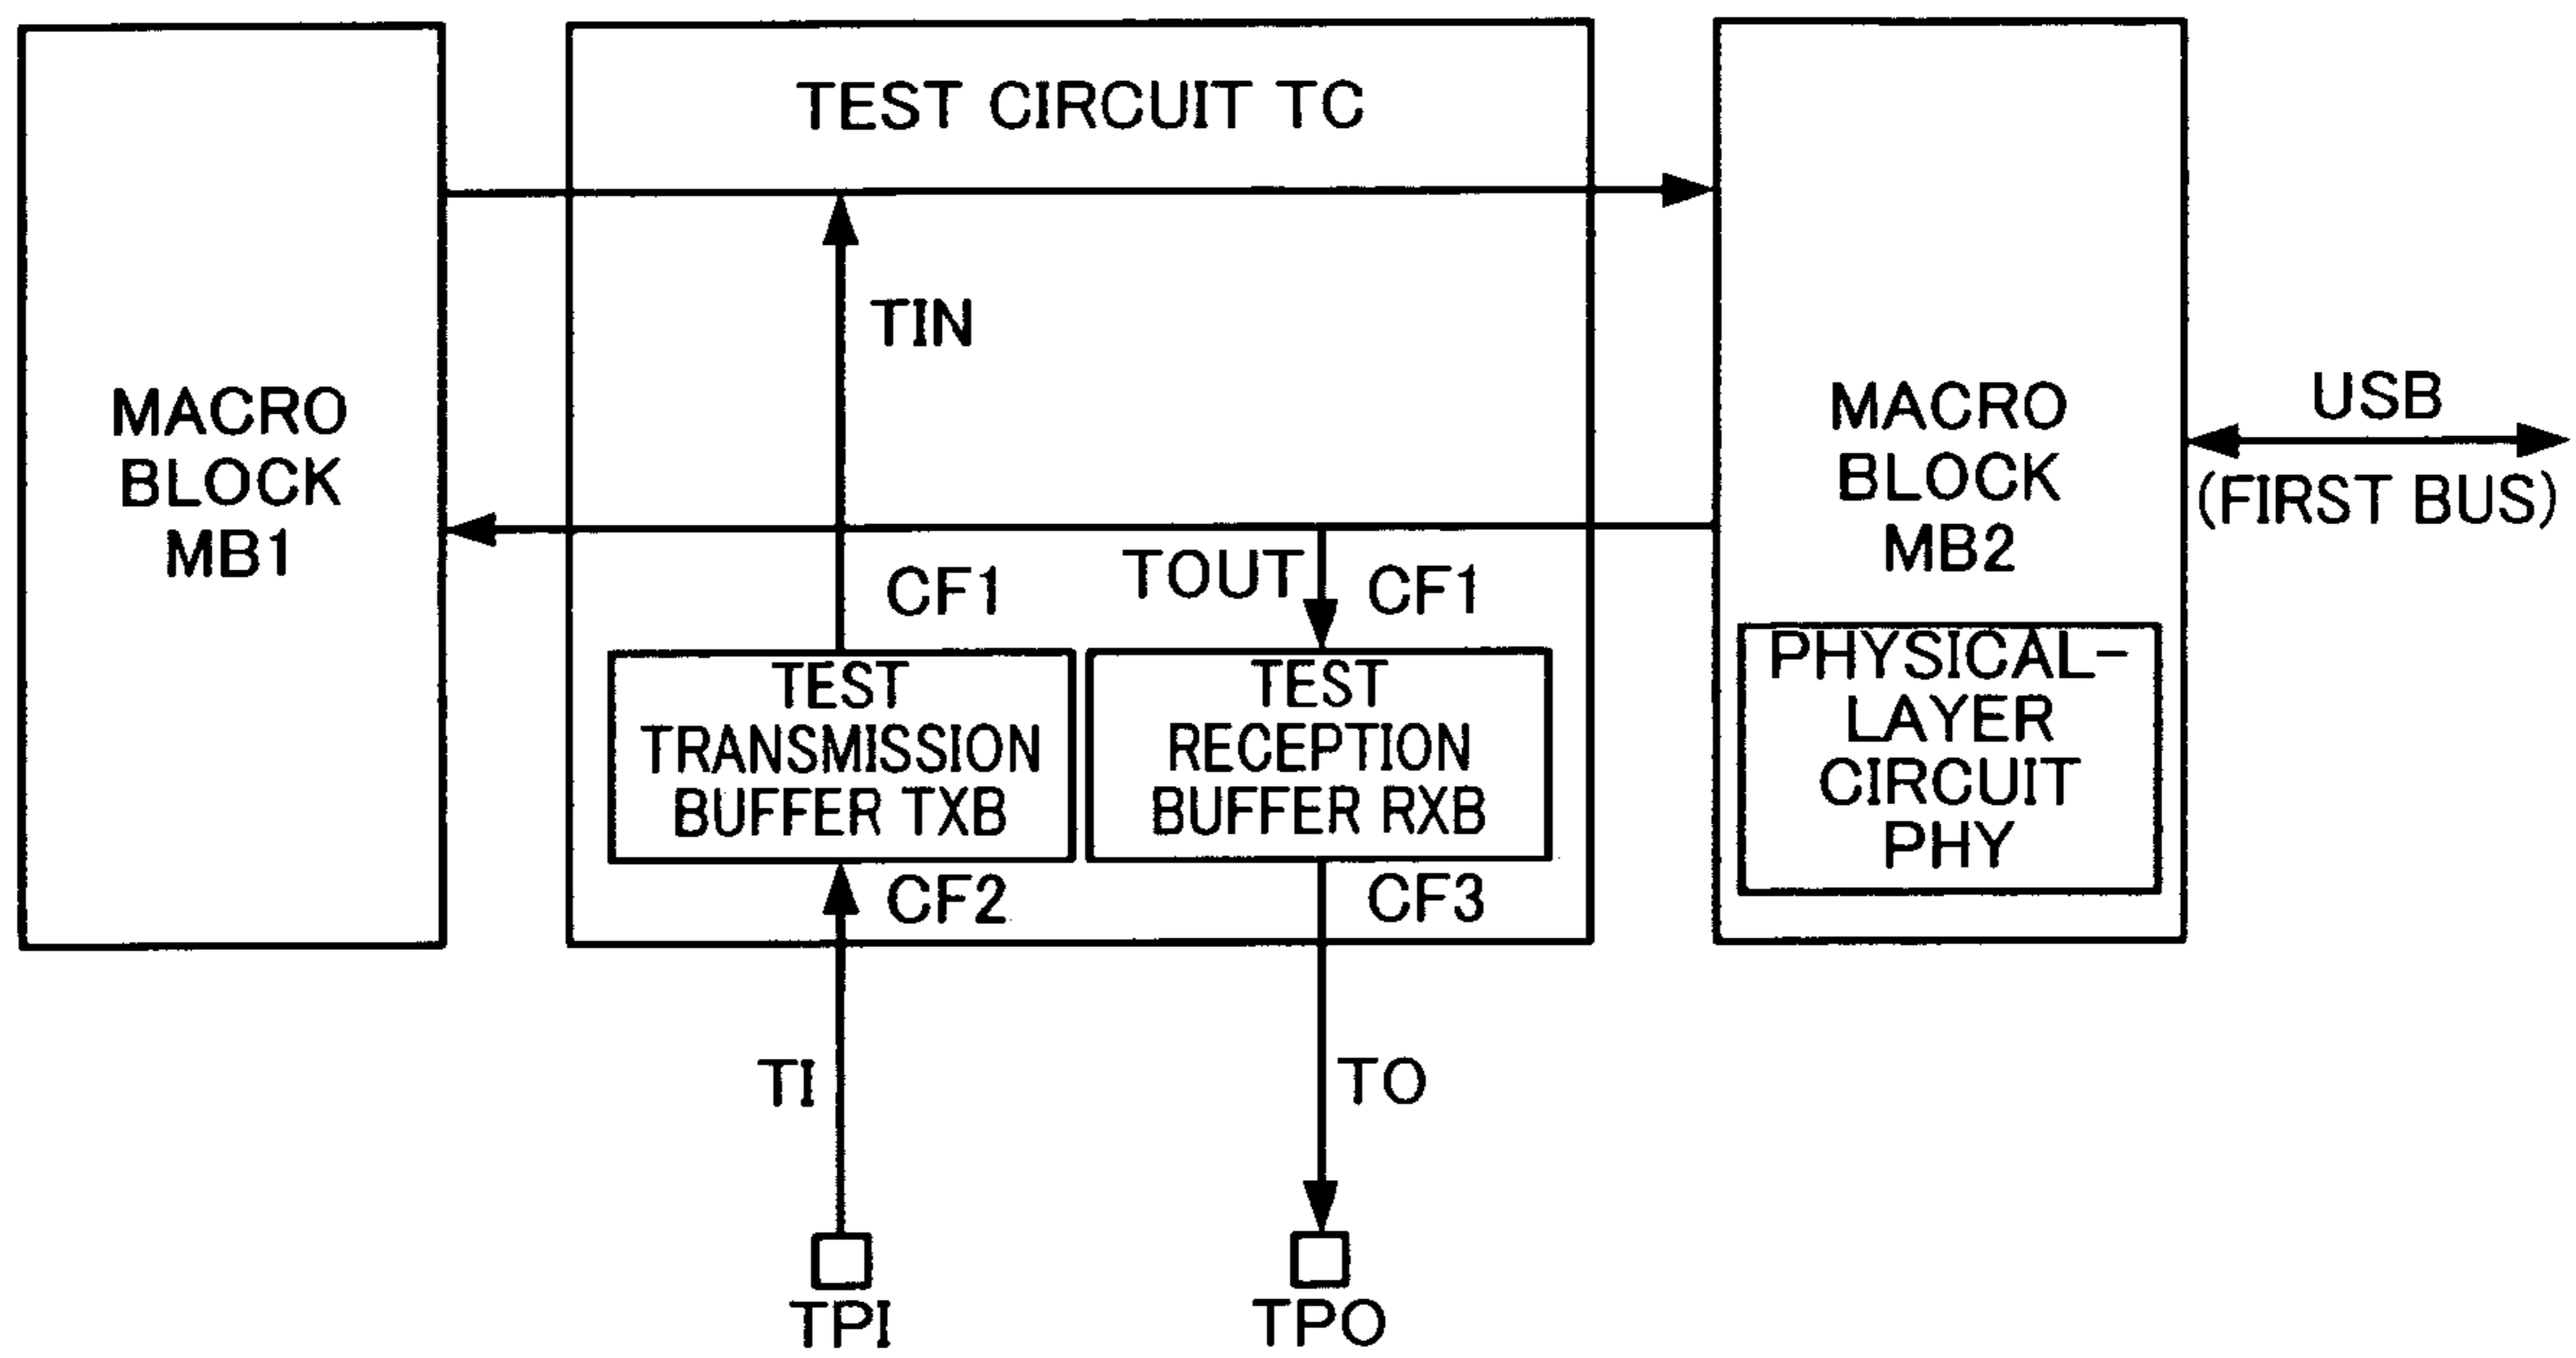 TEST CIRCUIT TC
TIN
MACRO
BLOCK
MB1
MACRO
BLOCK
MB2
USB
(FIRST BUS)
CF1
TOUT
CF1
TEST
TRANSMISSION
BUFFER TXB
TEST
RECEPTION
BUFFER RXB
PHYSICAL-
LAYER
CIRCUIT
PHY
CF2
CF3
TI
TO
TPI
TPO